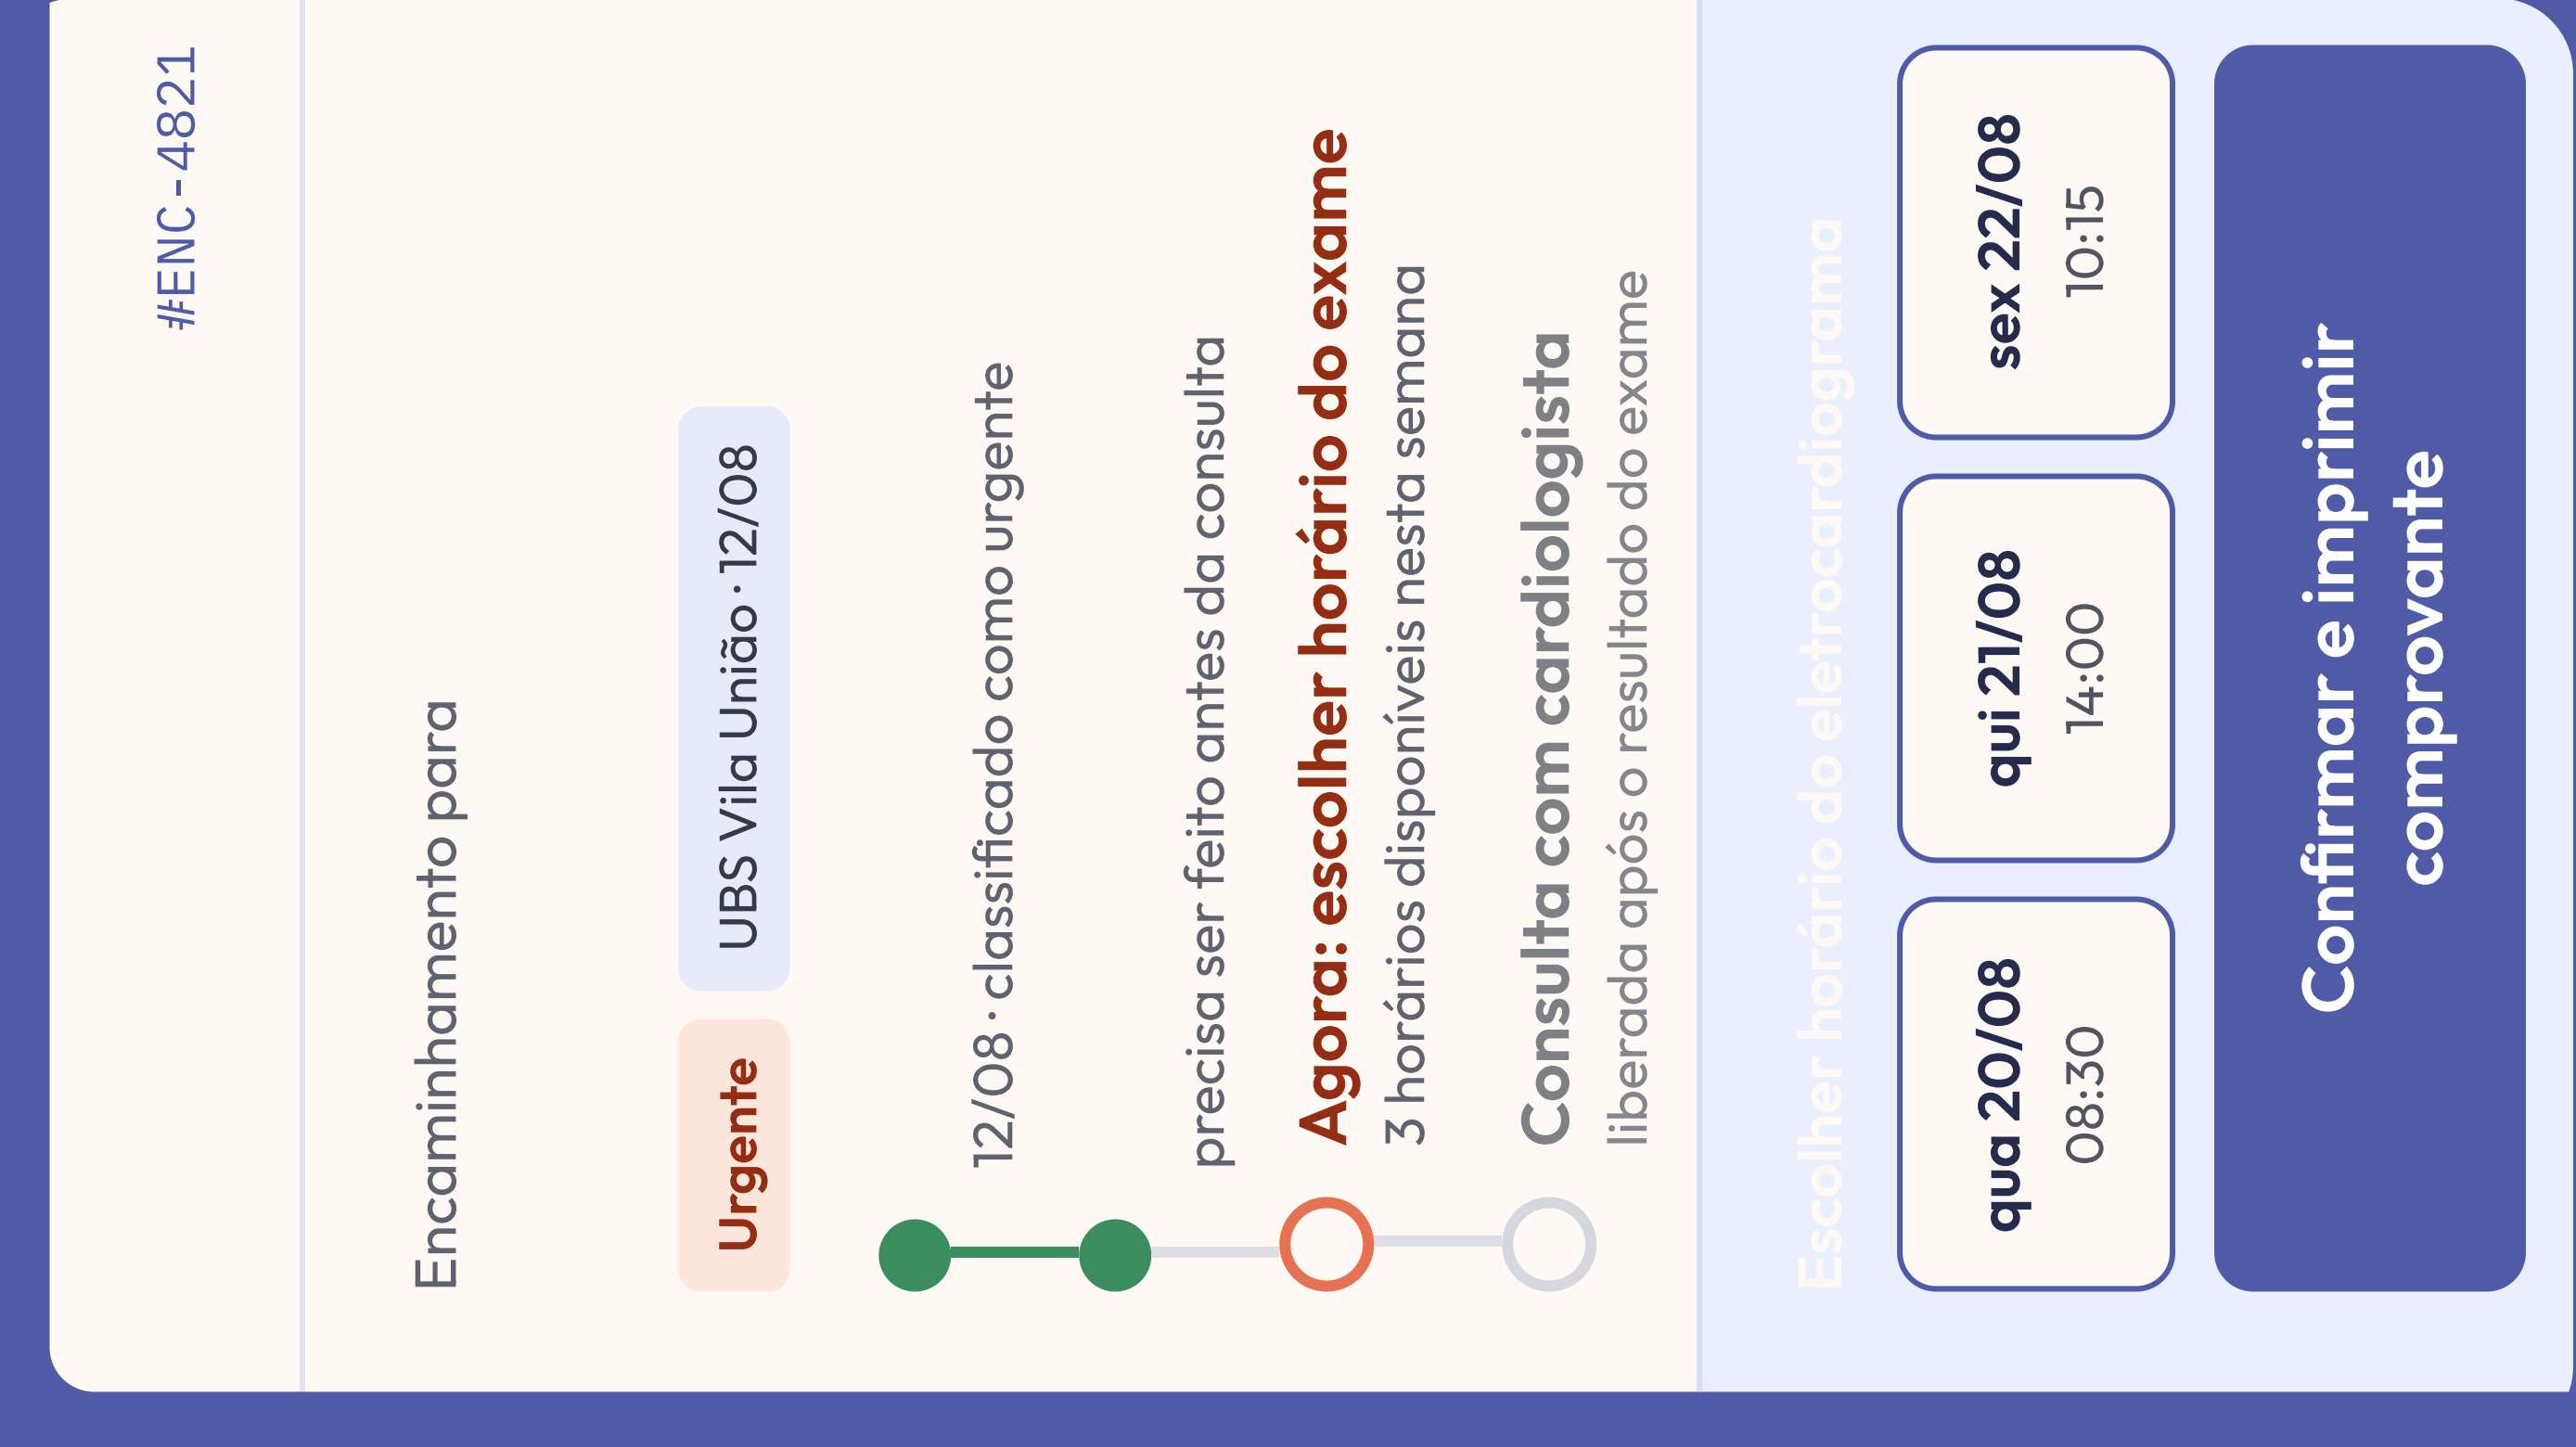 #ENC-4821
Encaminhamento para
Urgente
UBS Vila União · 12/08
12/08 · classificado como urgente
precisa ser feito antes da consulta
Agora: escolher horário do exame
3 horários disponíveis nesta semana
Consulta com cardiologista
liberada após o resultado do exame
Escolher horário do eletrocardiograma
qua 20/08
08:30
qui 21/08
14:00
sex 22/08
10:15
Confirmar e imprimir
comprovante